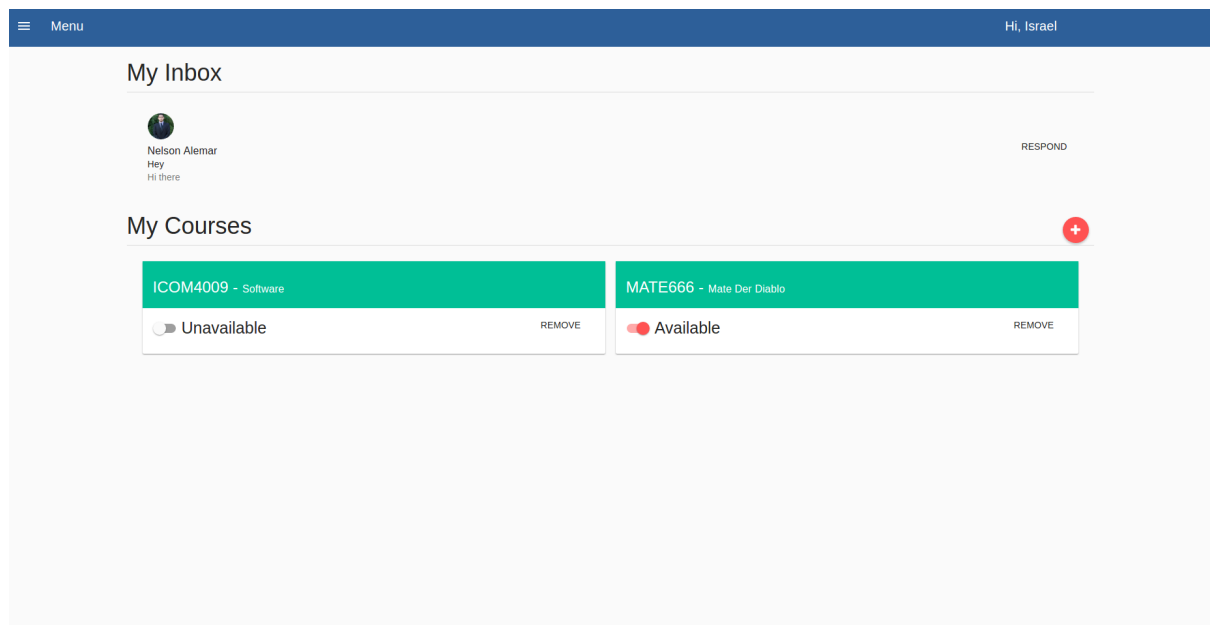 Menu Hi, Israel
My Inbox
Nelson Alemar
Hey
Hi there
RESPOND
My Courses
ICOM4009 - Software
Unavailable REMOVE
MATE666 - Mate Der Diablo
Available REMOVE